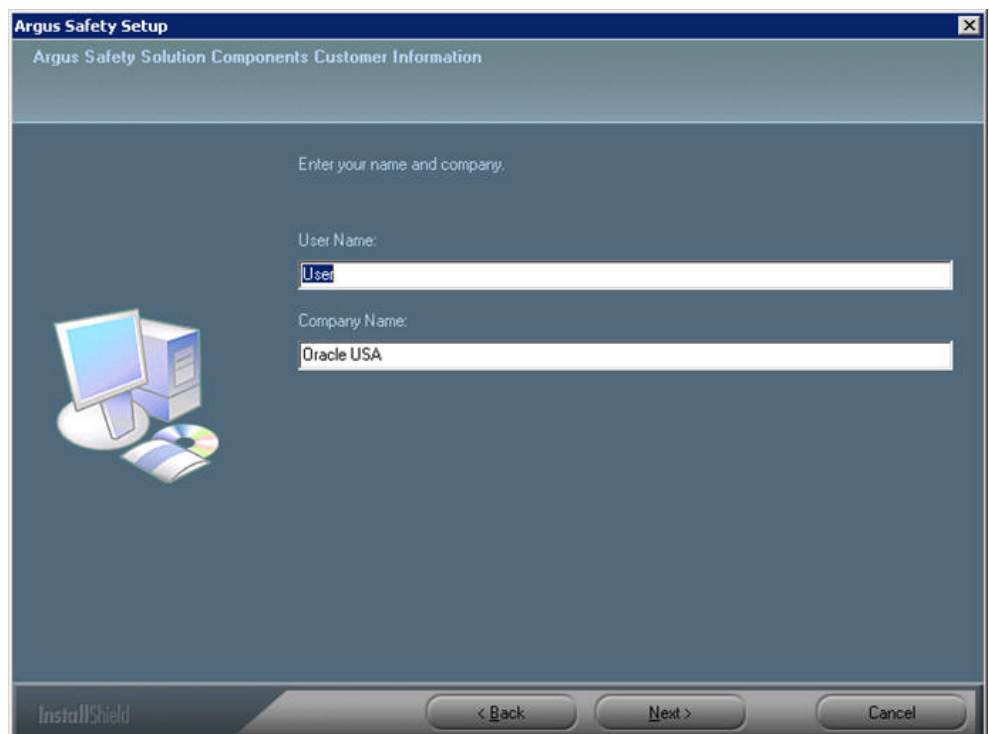 Argus Safety Setup
Argus Safety Solution Components Customer Information
Enter your name and company.
User Name:
User
Company Name:
Oracle USA
InstallShield
< Back
Next >
Cancel